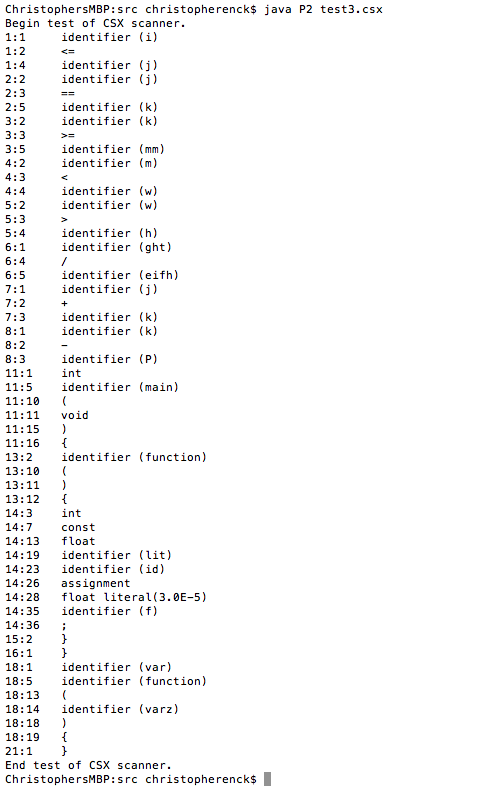 ChristophersMBP:src christopherenck$ java P2 test3.csx
Begin test of CSX scanner.
1:1 identifier (i)
1:2 <=
1:4 identifier (j)
2:2 identifier (j)
2:3 ==
2:5 identifier (k)
3:2 identifier (k)
3:3 >=
3:5 identifier (mm)
4:2 identifier (m)
4:3 <
4:4 identifier (w)
5:2 identifier (w)
5:3 >
5:4 identifier (h)
6:1 identifier (ght)
6:4 /
6:5 identifier (eifh)
7:1 identifier (j)
7:2 +
7:3 identifier (k)
8:1 identifier (k)
8:2 -
8:3 identifier (P)
11:1 int
11:5 identifier (main)
11:10 (
11:11 void
11:15 )
11:16 {
13:2 identifier (function)
13:10 (
13:11 )
13:12 {
14:3 int
14:7 const
14:13 float
14:19 identifier (lit)
14:23 identifier (id)
14:26 assignment
14:28 float literal(3.0E-5)
14:35 identifier (f)
14:36 ;
15:2 }
16:1 }
18:1 identifier (var)
18:5 identifier (function)
18:13 (
18:14 identifier (varz)
18:18 )
18:19 {
21:1 }
End test of CSX scanner.
ChristophersMBP:src christopherenck$